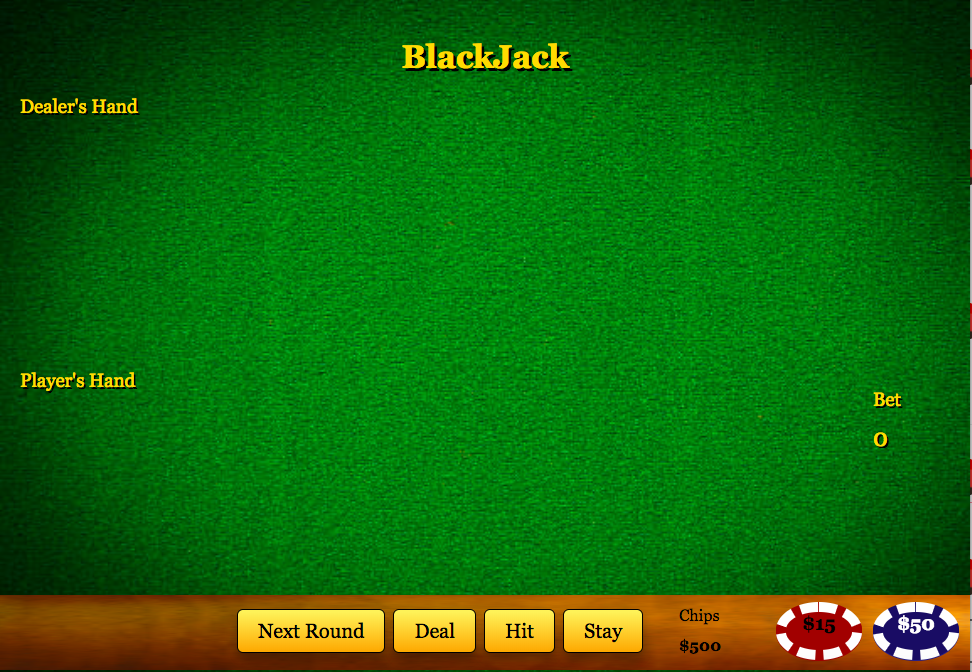 BlackJack
Dealer's Hand
Player's Hand
Bet
0
Next Round Deal Hit Stay
Chips
$500
$15
$50